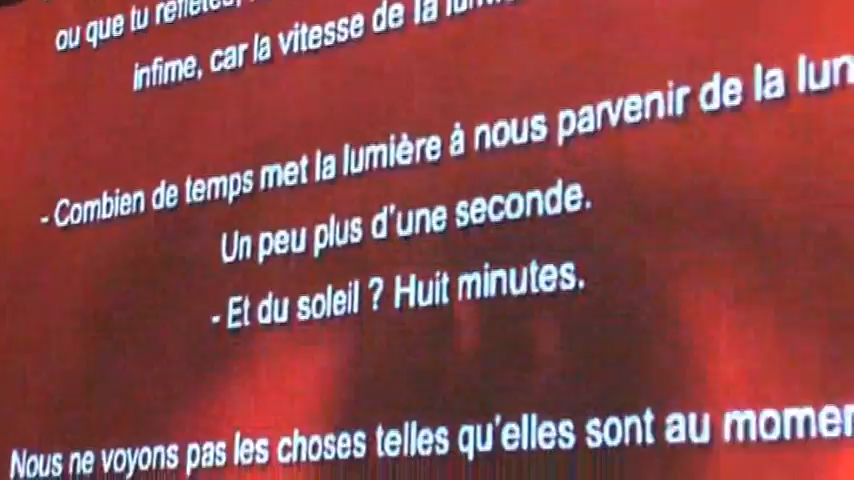 ou que tu reflètes,
infime, car la vitesse de la
- Combien de temps met la lumière à nous parvenir de la
Un peu plus d'une seconde.
- Et du soleil ? Huit minutes.
Nous ne voyons pas les choses telles qu'elles sont au